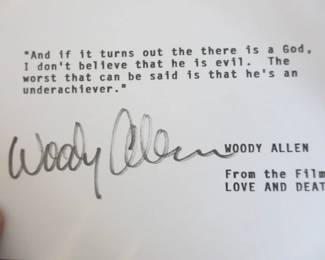 "And if it turns out the there is a God,
I don't believe that he is evil. The
worst that can be said is that he's an
underachiever."
Woody Allen
WOODY ALLEN
From the Film
LOVE AND DEAT